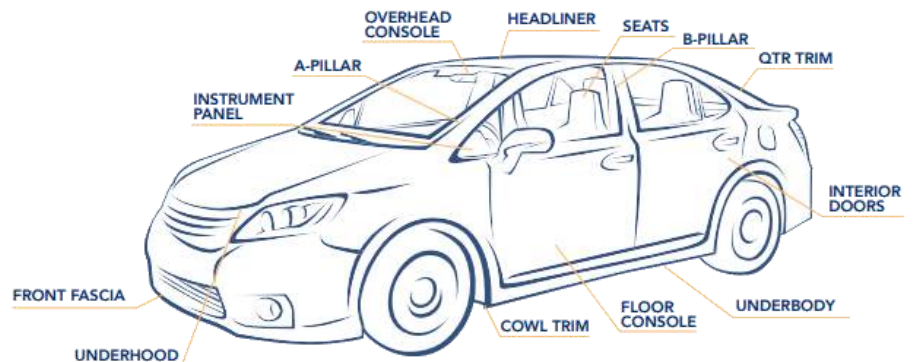 OVERHEAD
CONSOLE
HEADLINER
SEATS
B-PILLAR
QTR TRIM
A-PILLAR
INSTRUMENT
PANEL
INTERIOR
DOORS
FRONT FASCIA
UNDERHOOD
COWL TRIM
FLOOR
CONSOLE
UNDERBODY